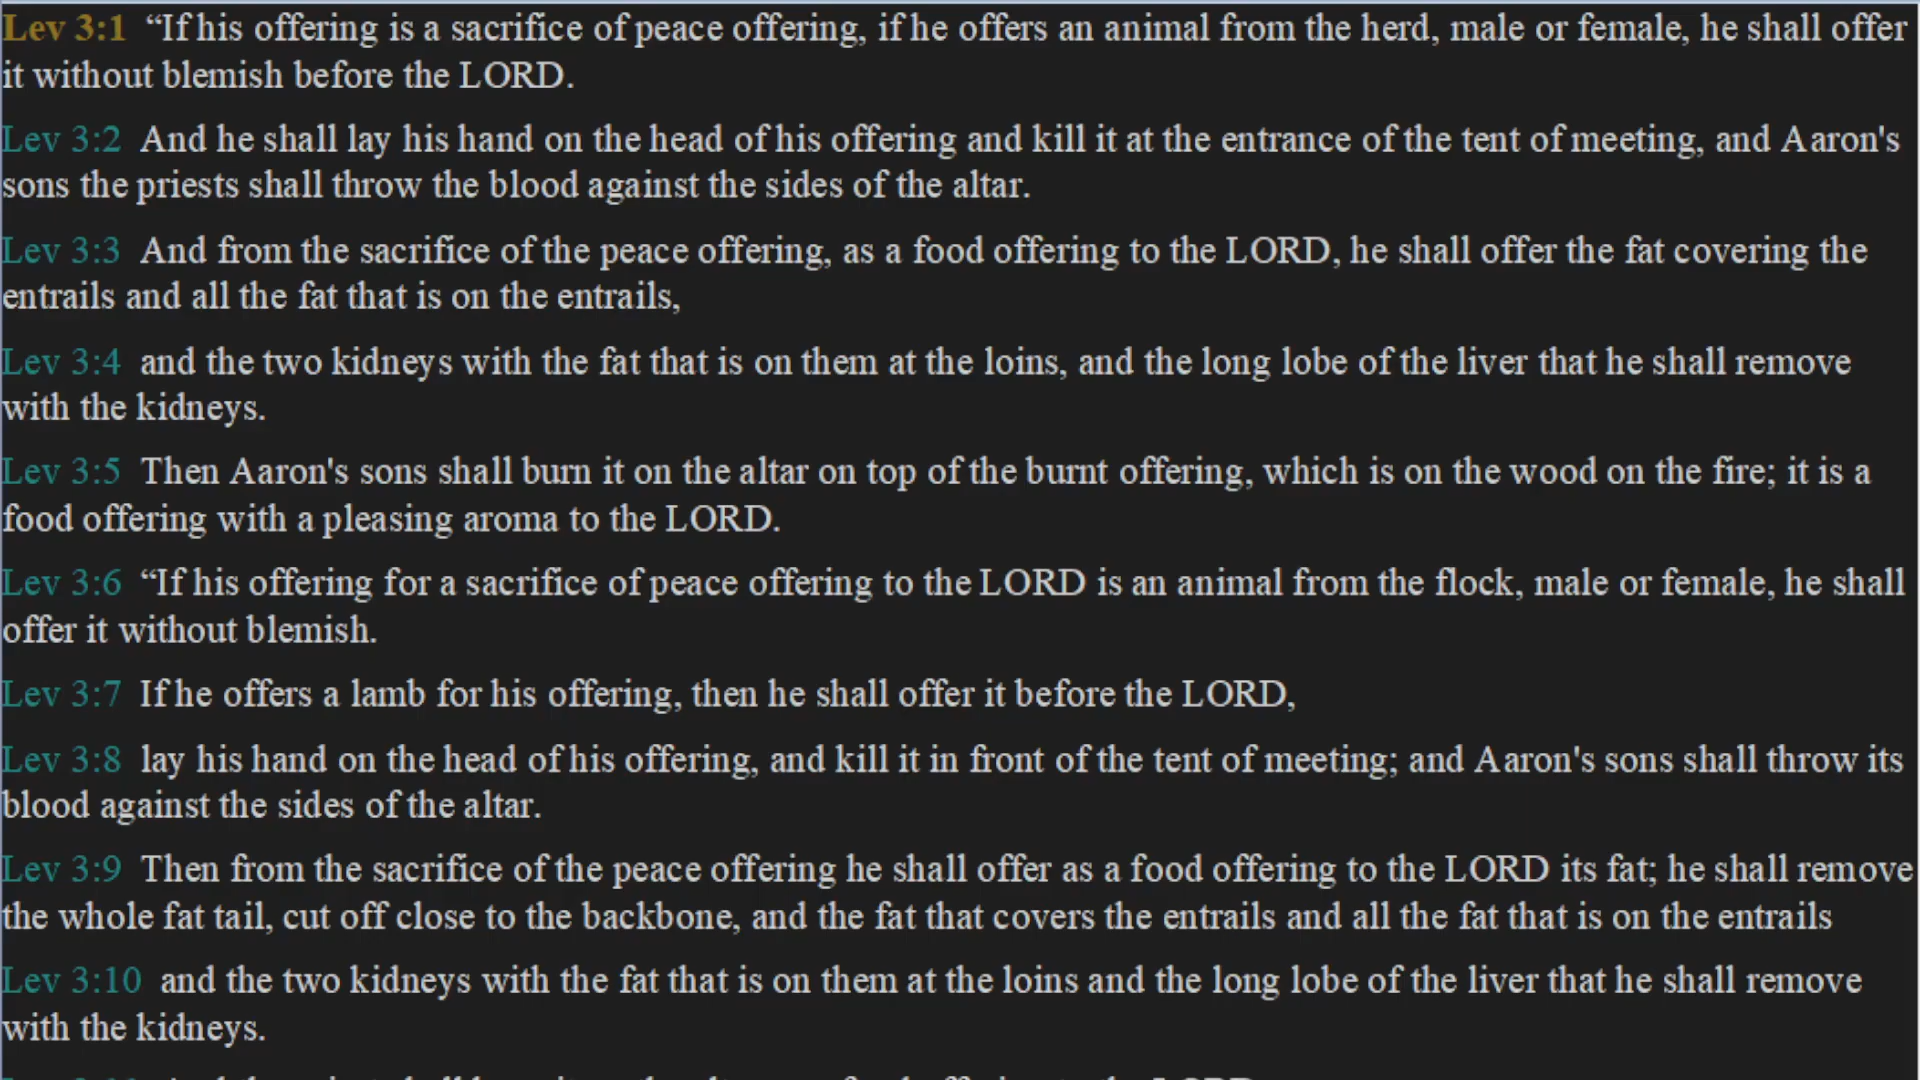 Lev 3:1 “If his offering is a sacrifice of peace offering, if he offers an animal from the herd, male or female, he shall offer
it without blemish before the LORD.
Lev 3:2 And he shall lay his hand on the head of his offering and kill it at the entrance of the tent of meeting, and Aaron's
sons the priests shall throw the blood against the sides of the altar.
Lev 3:3 And from the sacrifice of the peace offering, as a food offering to the LORD, he shall offer the fat covering the
entrails and all the fat that is on the entrails,
Lev 3:4 and the two kidneys with the fat that is on them at the loins, and the long lobe of the liver that he shall remove
with the kidneys.
Lev 3:5 Then Aaron's sons shall burn it on the altar on top of the burnt offering, which is on the wood on the fire; it is a
food offering with a pleasing aroma to the LORD.
Lev 3:6 “If his offering for a sacrifice of peace offering to the LORD is an animal from the flock, male or female, he shall
offer it without blemish.
Lev 3:7 If he offers a lamb for his offering, then he shall offer it before the LORD,
Lev 3:8 lay his hand on the head of his offering, and kill it in front of the tent of meeting; and Aaron's sons shall throw its
blood against the sides of the altar.
Lev 3:9 Then from the sacrifice of the peace offering he shall offer as a food offering to the LORD its fat; he shall remove
the whole fat tail, cut off close to the backbone, and the fat that covers the entrails and all the fat that is on the entrails
Lev 3:10 and the two kidneys with the fat that is on them at the loins and the long lobe of the liver that he shall remove
with the kidneys.